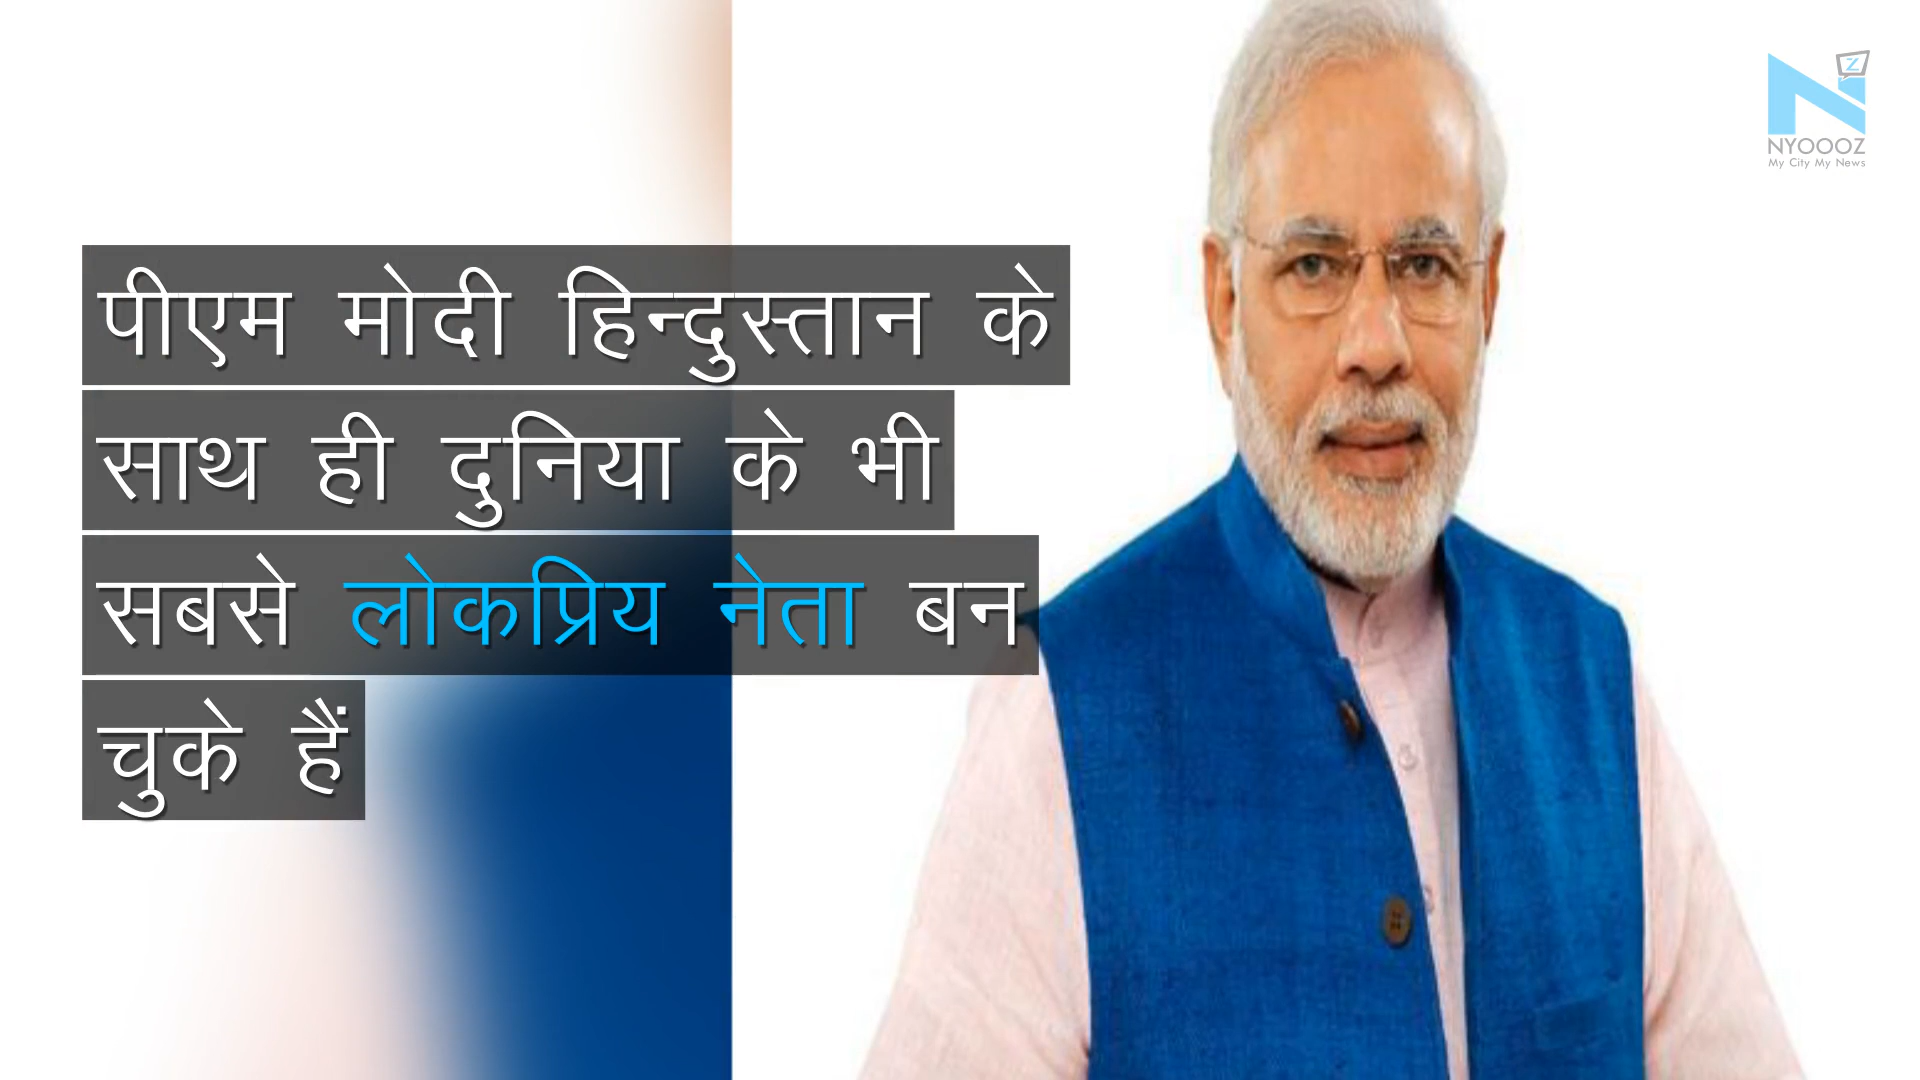 पीएम मोदी हिन्दुस्तान के
साथ ही दुनिया के भी
सबसे लोकप्रिय नेता बन
चुके हैं
Z
NYOOOZ
My City My News